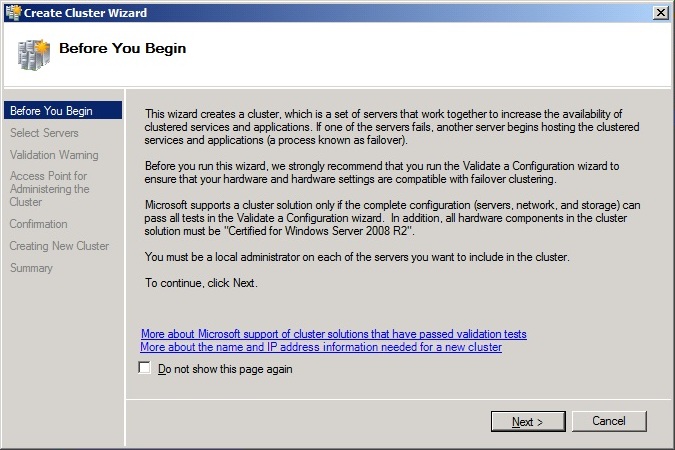 Create Cluster Wizard
Before You Begin
Before You Begin
Select Servers
Validation Warning
Access Point for
Administering the
Cluster
Confirmation
Creating New Cluster
Summary
This wizard creates a cluster, which is a set of servers that work together to increase the availability of
clustered services and applications. If one of the servers fails, another server begins hosting the clustered
services and applications (a process known as failover).
Before you run this wizard, we strongly recommend that you run the Validate a Configuration wizard to
ensure that your hardware and hardware settings are compatible with failover clustering.
Microsoft supports a cluster solution only if the complete configuration (servers, network, and storage) can
pass all tests in the Validate a Configuration wizard.  In addition, all hardware components in the cluster
solution must be "Certified for Windows Server 2008 R2".
You must be a local administrator on each of the servers you want to include in the cluster.
To continue, click Next.
More about Microsoft support of cluster solutions that have passed validation tests
More about the name and IP address information needed for a new cluster
Do not show this page again
Next >
Cancel